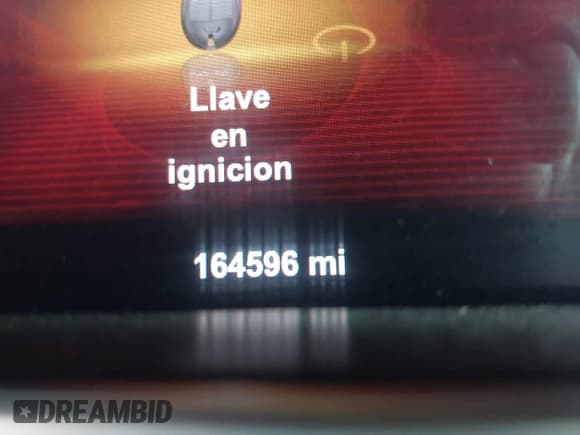 Llave
en
ignicion
164596 mi
DREAMBID